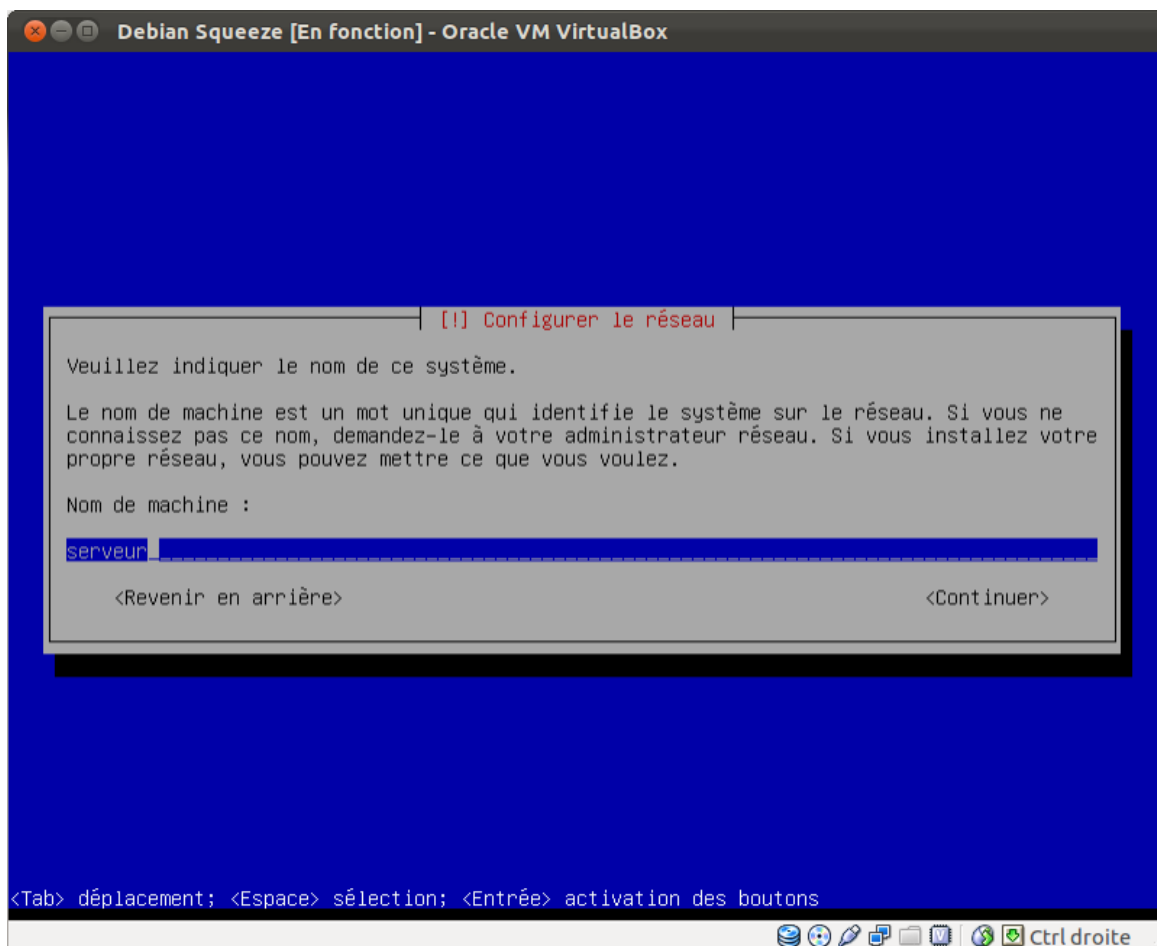 Debian Squeeze [En fonction] - Oracle VM VirtualBox
[!] Configurer le réseau
Veuillez indiquer le nom de ce système.
Le nom de machine est un mot unique qui identifie le système sur le réseau. Si vous ne
connaissez pas ce nom, demandez-le à votre administrateur réseau. Si vous installez votre
propre réseau, vous pouvez mettre ce que vous voulez.
Nom de machine :
serveur
<Revenir en arrière> <Continuer>
<Tab> déplacement; <Espace> sélection; <Entrée> activation des boutons
Ctrl droite